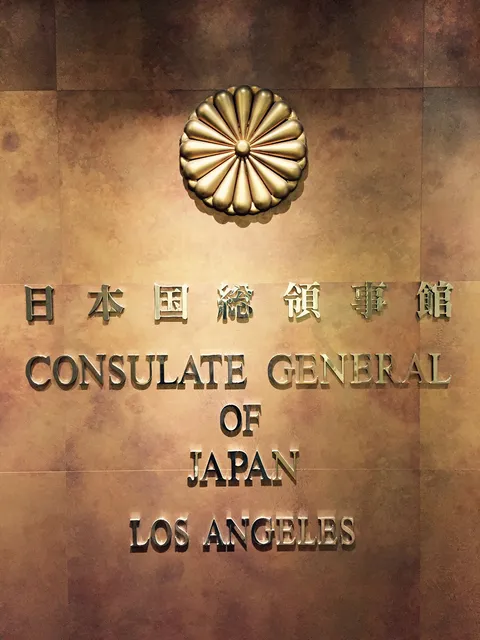 日本国総領事館
CONSULATE GENERAL
OF
JAPAN
LOS ANGELES